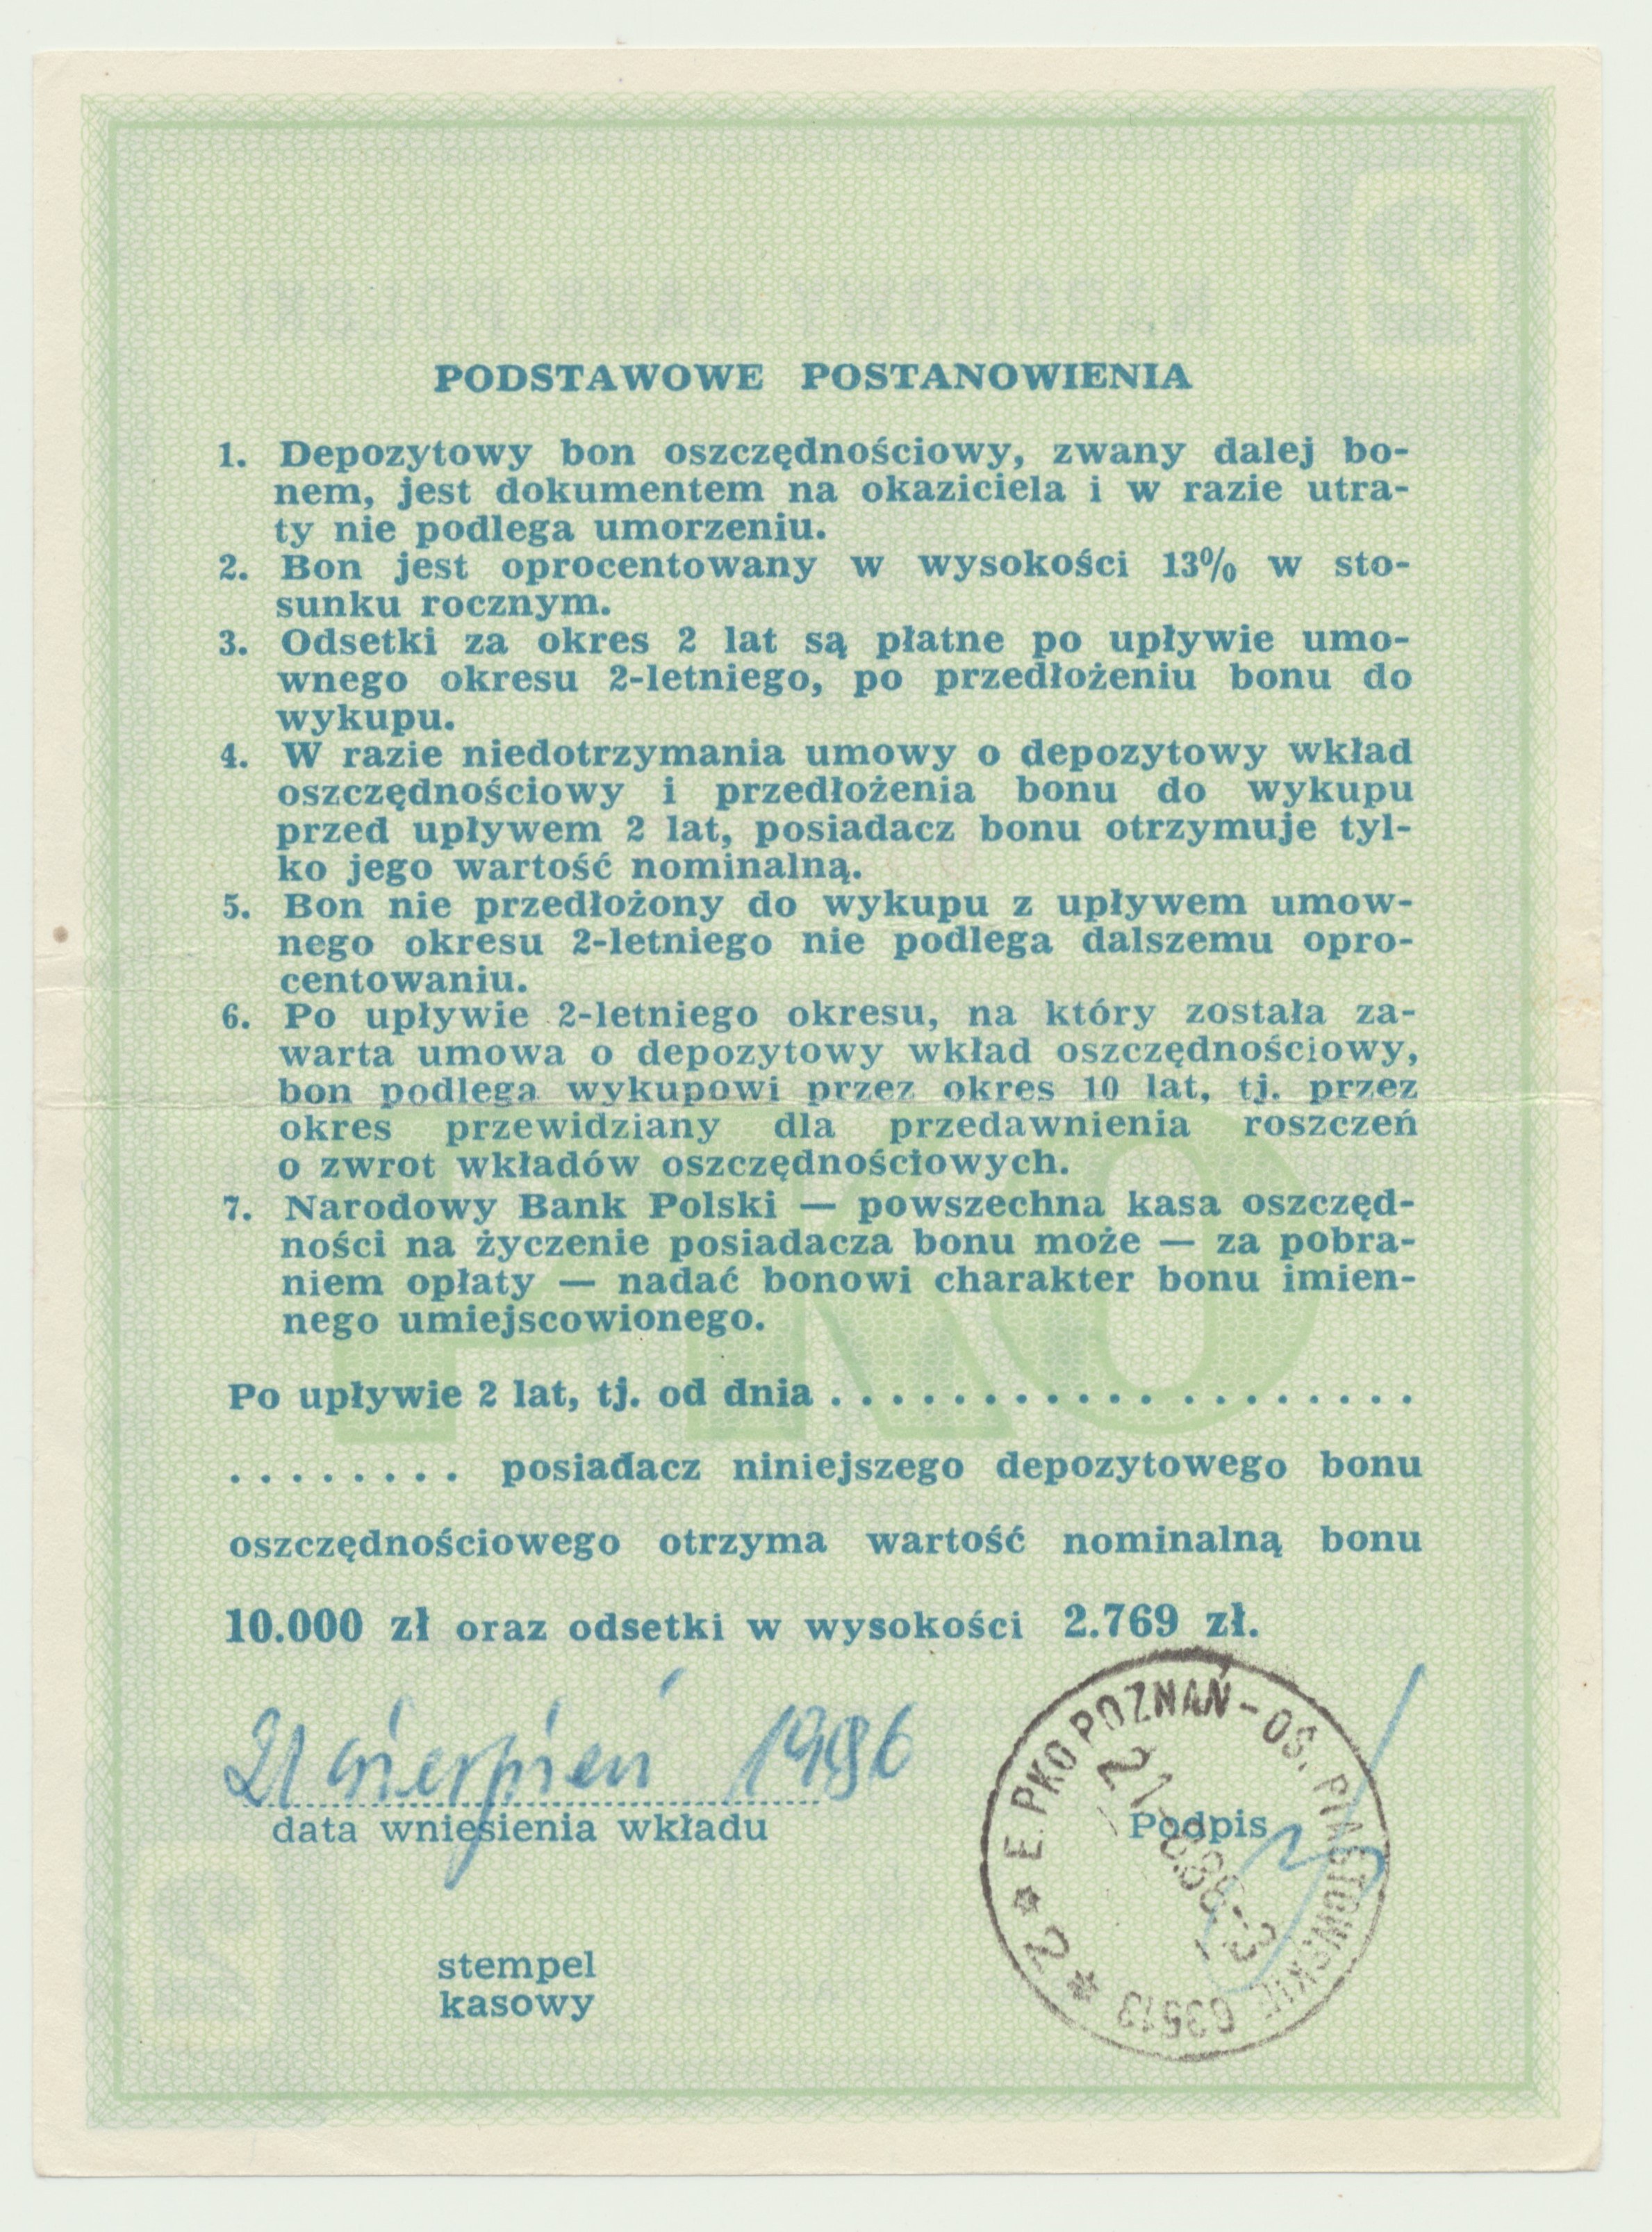 PODSTAWOWE POSTANOWIENIA
1. Depozytowy bon oszczędnościowy, zwany dalej bo-
nem, jest dokumentem na okaziciela i w razie utra-
ty nie podlega umorzeniu.
2. Bon jest oprocentowany w wysokości 13% w sto-
sunku rocznym.
3. Odsetki za okres 2 lat są płatne po upływie umo-
wnego okresu 2-letniego, po przedłożeniu bonu do
wykupu.
4. W razie niedotrzymania umowy o depozytowy wkład
oszczędnościowy i przedłożenia bonu do wykupu
przed upływem 2 lat, posiadacz bonu otrzymuje tyl-
ko jego wartość nominalną.
5. Bon nie przedłożony do wykupu z upływem umow-
nego okresu 2-letniego nie podlega dalszemu opro-
centowaniu.
6. Po upływie 2-letniego okresu, na który została za-
warta umowa o depozytowy wkład oszczędnościowy,
bon podlega wykupowi przez okres 10 lat, tj. przez
okres przewidziany dla przedawnienia roszczeń
o zwrot wkładów oszczędnościowych.
7. Narodowy Bank Polski — powszechna kasa oszczęd-
ności na życzenie posiadacza bonu może — za pobra-
niem opłaty — nadać bonowi charakter bonu imien-
nego umiejscowionego.
PKO
Po upływie 2 lat, tj. od dnia . . . . . . . . . . . . . . . . . . .
. . . . . . . . posiadacz niniejszego depozytowego bonu
oszczędnościowego otrzyma wartość nominalną bonu
10.000 zł oraz odsetki w wysokości 2.769 zł.
21 sierpień 1986
data wniesienia wkładu
Podpis
stempel
kasowy
E. PKO POZNAŃ - OS. PIASTOWSKIE 63513 * 2 *
21.-8.86.-3